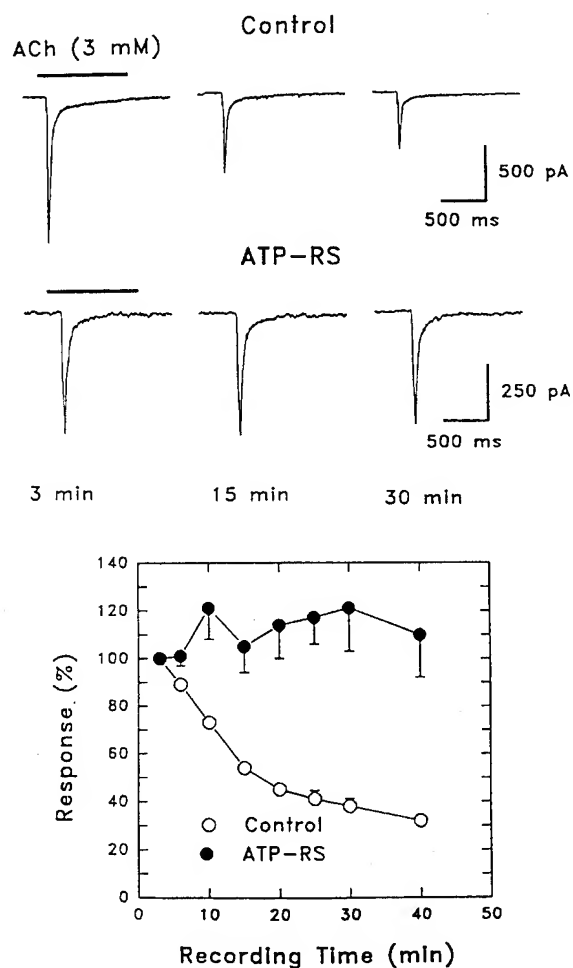 Control
ACh (3 mM)
500 pA
500 ms
ATP-RS
250 pA
500 ms
3 min 15 min 30 min
140
120
100
80
60
40
20
0
Response (%)
Control
ATP-RS
0 10 20 30 40 50
Recording Time (min)